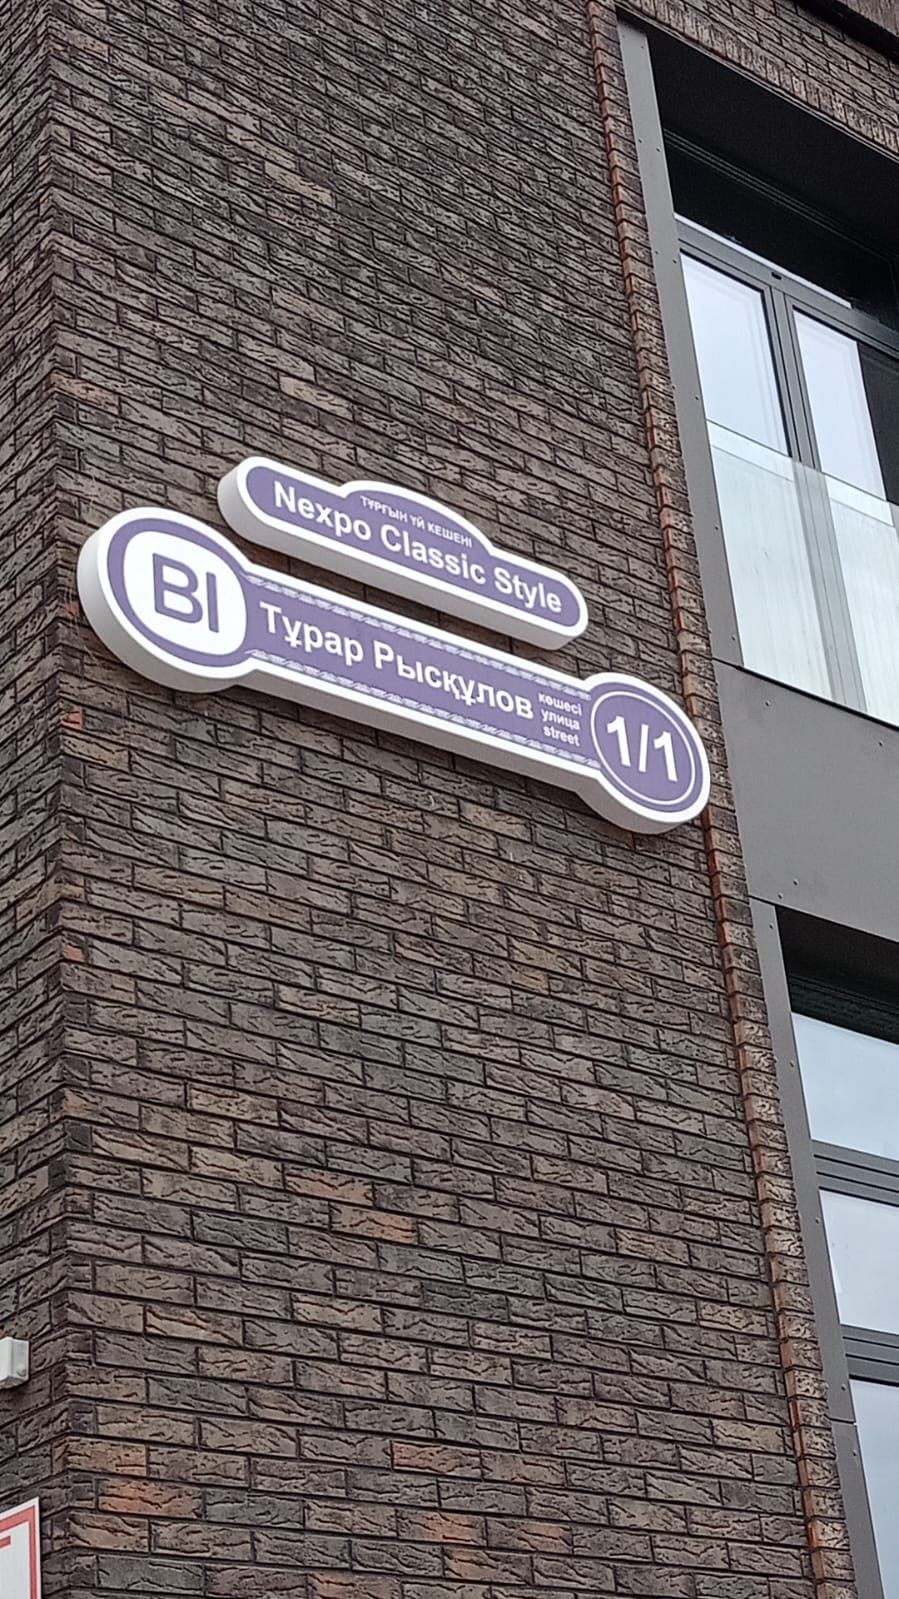 ТҰРҒЫН ҮЙ КЕШЕНІ
Nexpo Classic Style
BI
Тұрар Рысқұлов
көшесі
улица
street
1/1